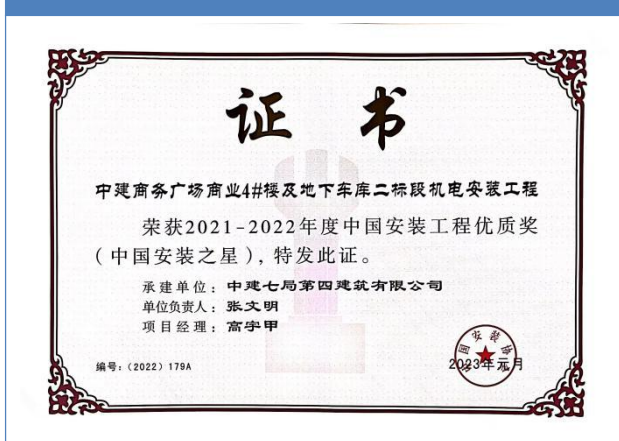 证 书
中建商务广场商业4#楼及地下车库二标段机电安装工程
荣获2021-2022年度中国安装工程优质奖
（中国安装之星），特发此证。
承建单位：中建七局第四建筑有限公司
单位负责人：张文明
项目经理：高宇甲
编号：（2022）179A
2023年元月